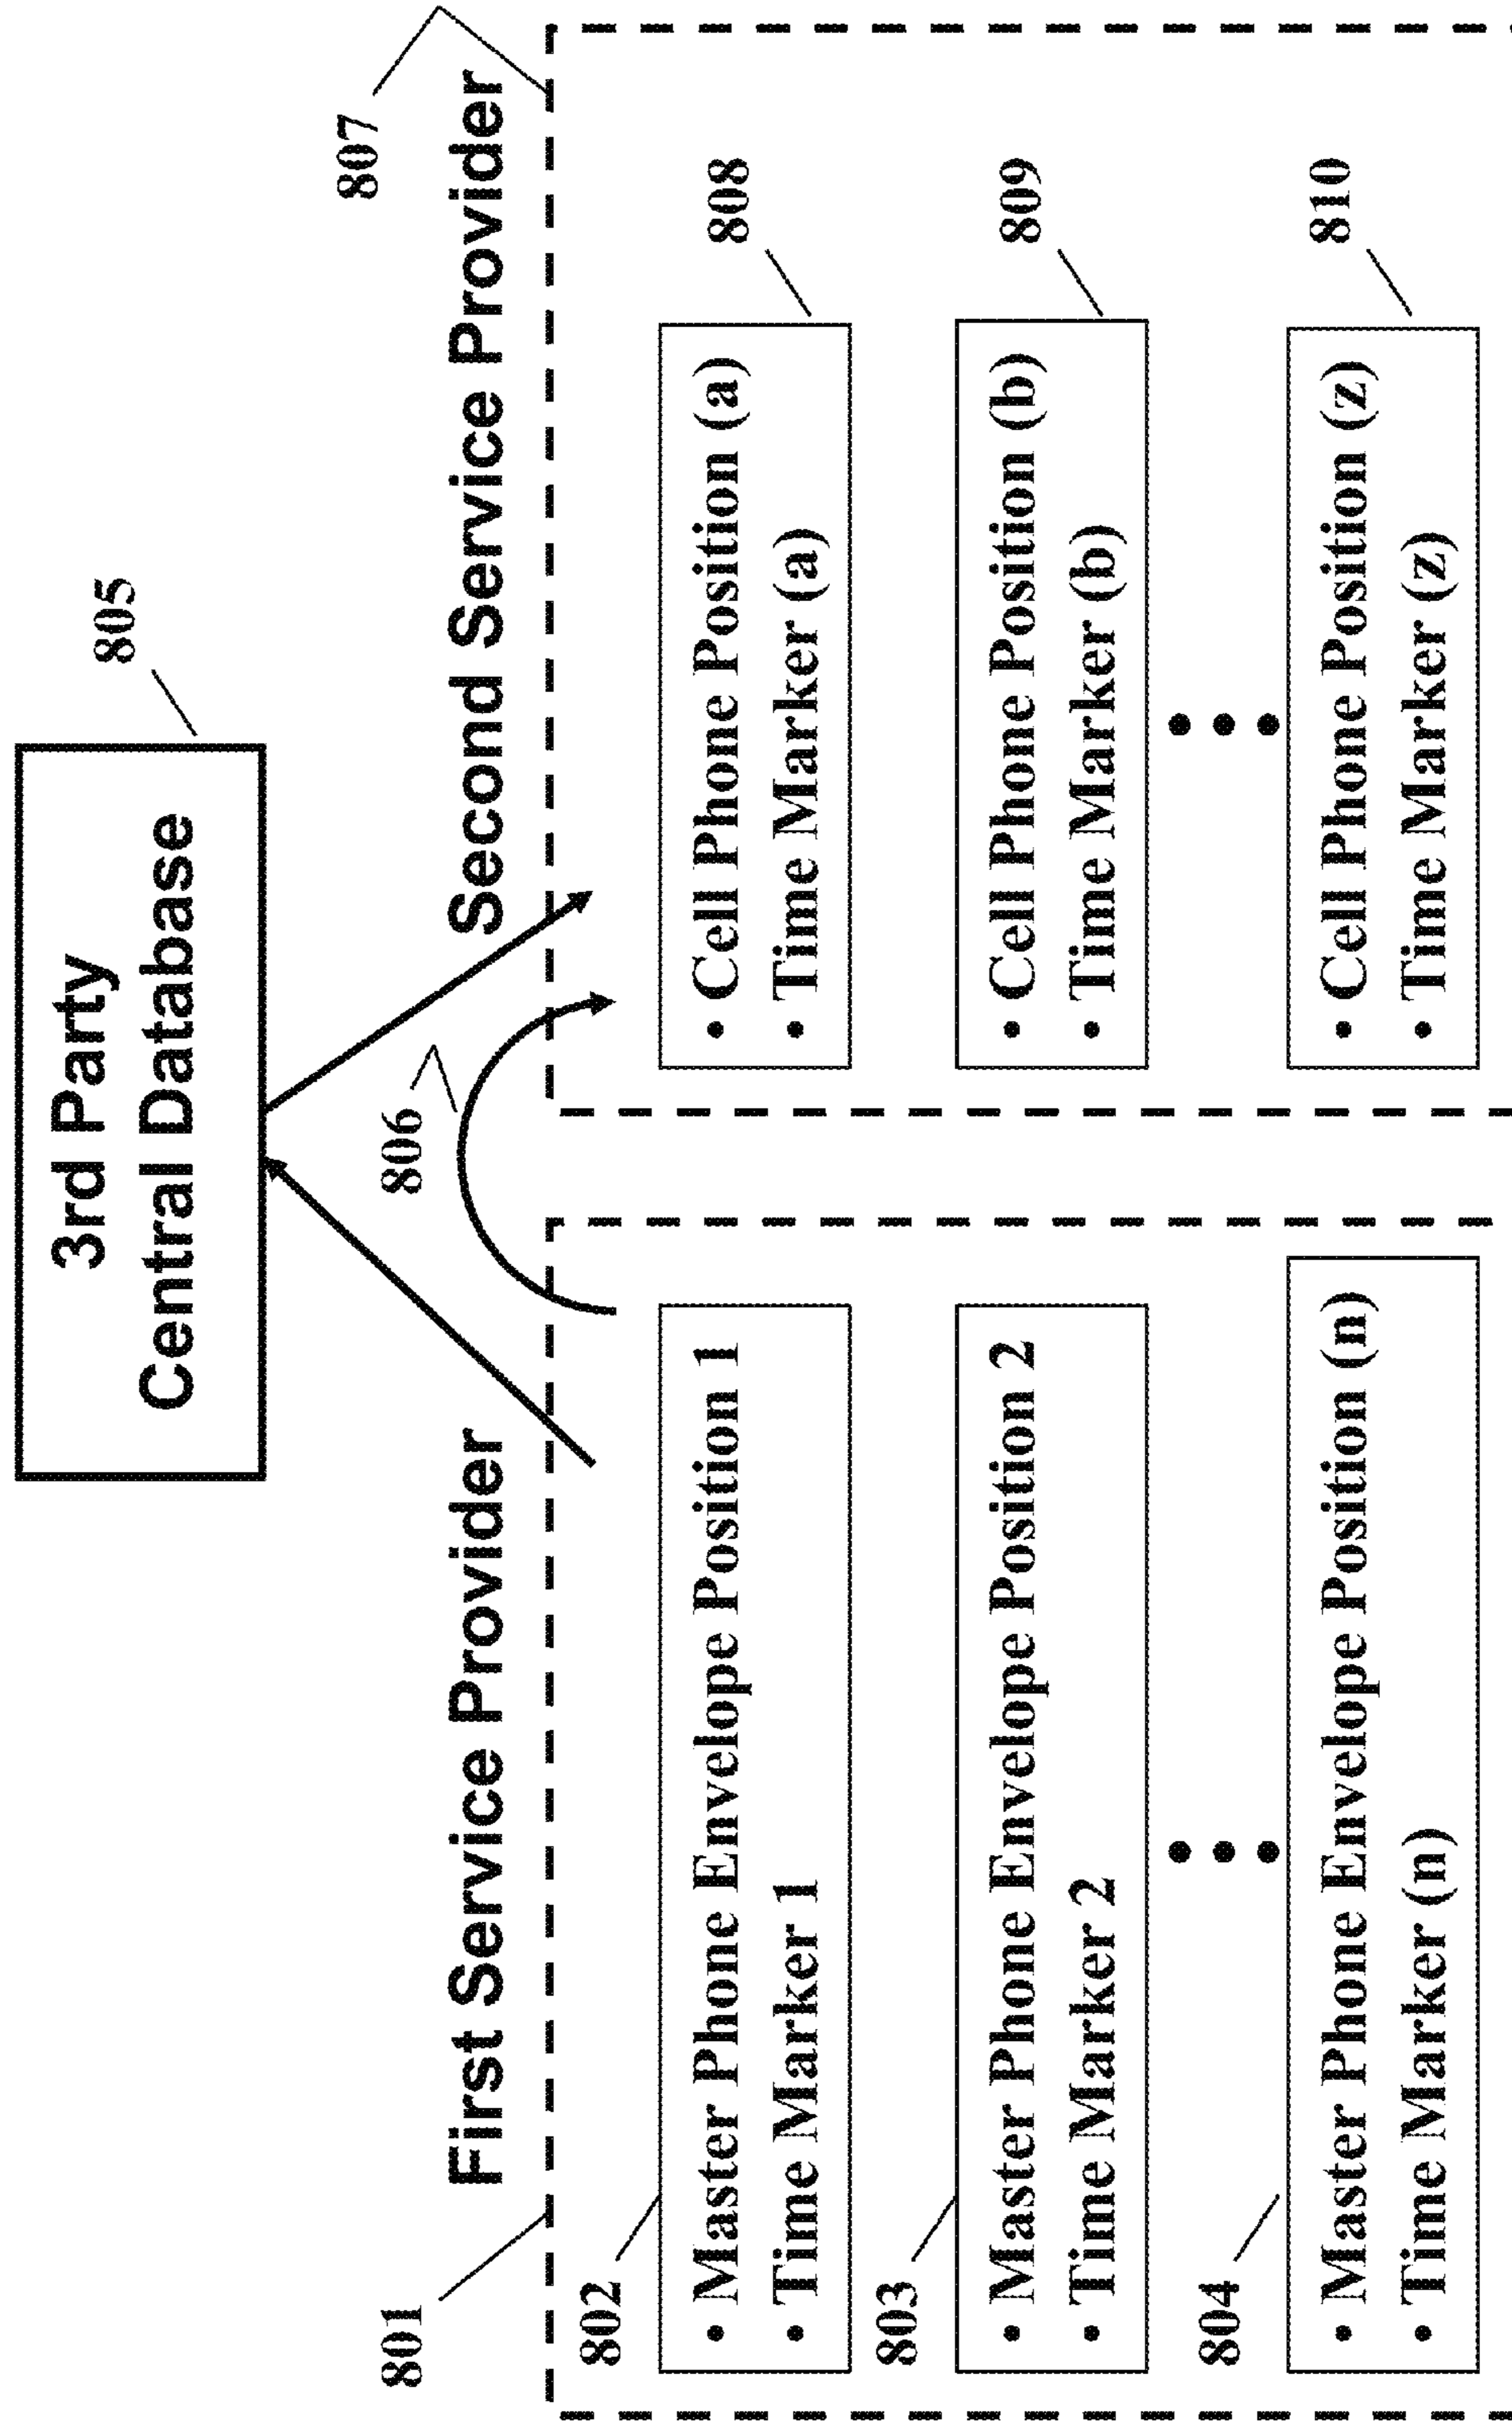 3rd Party
Central Database
805
First Service Provider
801
802
• Master Phone Envelope Position 1
• Time Marker 1
803
• Master Phone Envelope Position 2
• Time Marker 2
804
• Master Phone Envelope Position (n)
• Time Marker (n)
806
Second Service Provider
807
• Cell Phone Position (a)
• Time Marker (a)
808
• Cell Phone Position (b)
• Time Marker (b)
809
• Cell Phone Position (z)
• Time Marker (z)
810